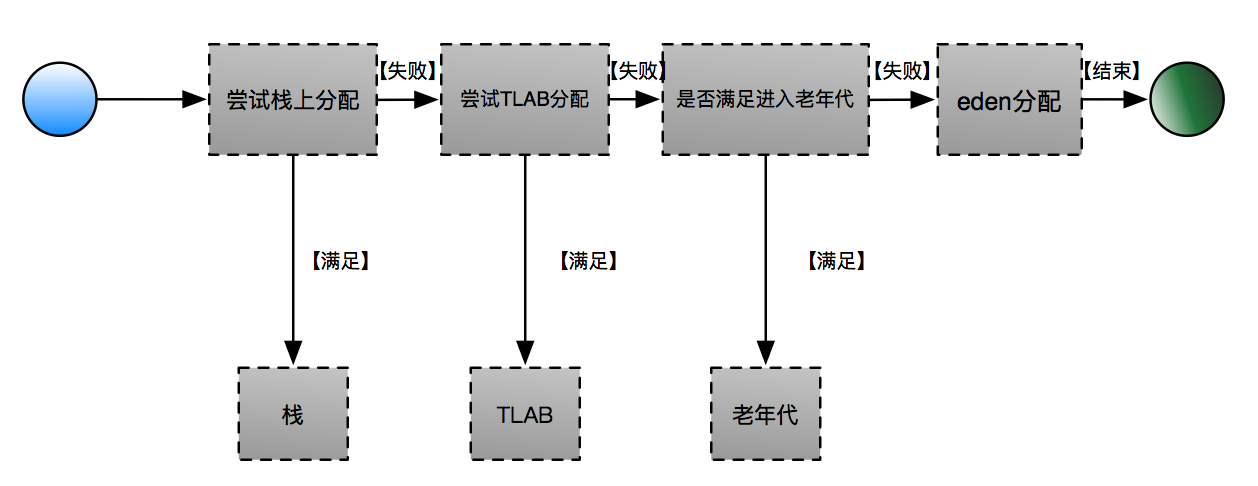 尝试栈上分配
【失败】
尝试TLAB分配
【失败】
是否满足进入老年代
【失败】
eden分配
【结束】
【满足】
【满足】
【满足】
栈
TLAB
老年代